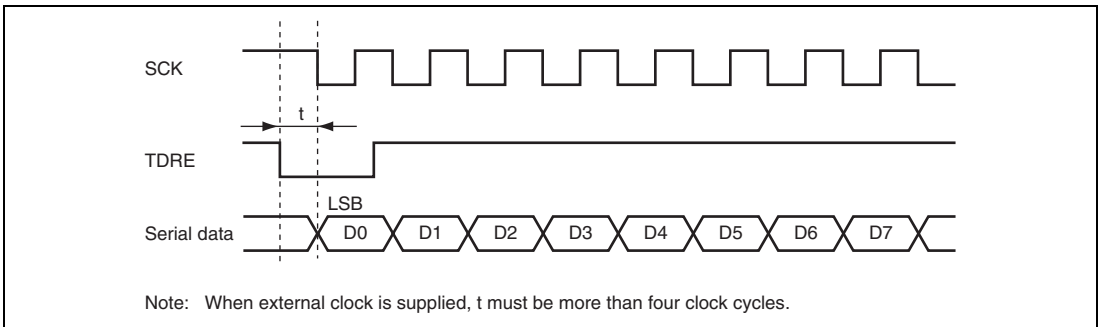 SCK
t
TDRE
LSB
Serial data D0 D1 D2 D3 D4 D5 D6 D7
Note: When external clock is supplied, t must be more than four clock cycles.